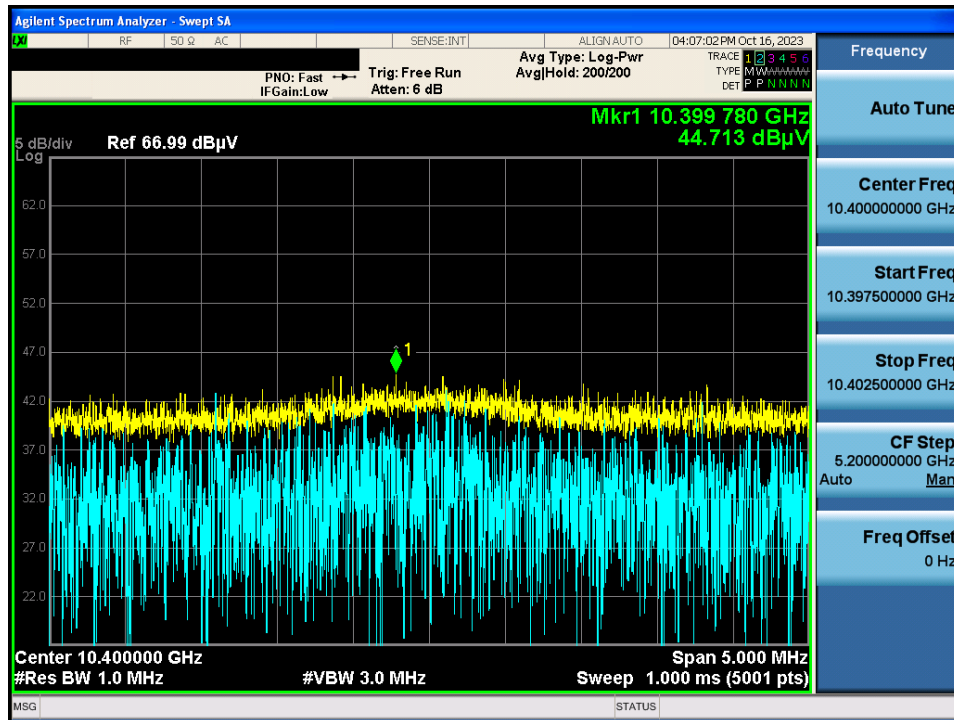 Agilent Spectrum Analyzer - Swept SA
LXI RF 50 Ω AC SENSE:INT ALIGN AUTO 04:07:02 PM Oct 16, 2023
PNO: Fast
IFGain:Low
Trig: Free Run
Atten: 6 dB
Avg Type: Log-Pwr
Avg|Hold: 200/200
TRACE 1 2 3 4 5 6
TYPE M W W W W W
DET P P N N N N
Mkr1 10.399 780 GHz
44.713 dBµV
5 dB/div Ref 66.99 dBµV
Log
62.0
57.0
52.0
47.0
1
42.0
37.0
32.0
27.0
22.0
Center 10.400000 GHz Span 5.000 MHz
#Res BW 1.0 MHz #VBW 3.0 MHz Sweep 1.000 ms (5001 pts)
MSG STATUS
Frequency
Auto Tune
Center Freq
10.400000000 GHz
Start Freq
10.397500000 GHz
Stop Freq
10.402500000 GHz
CF Step
5.200000000 GHz
Auto Man
Freq Offset
0 Hz